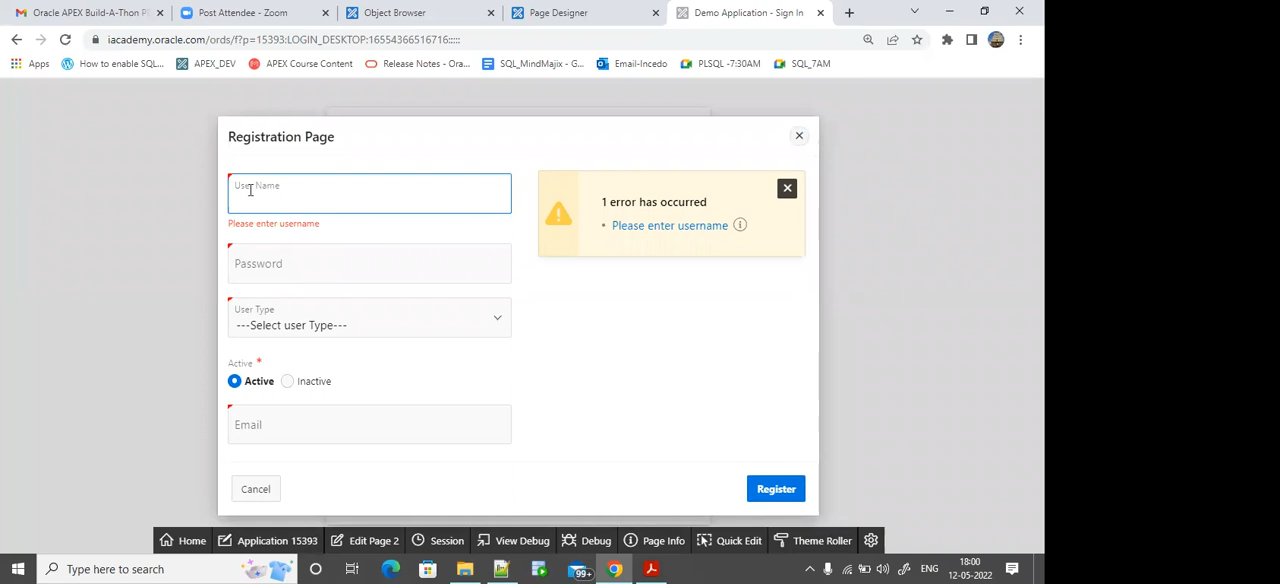 Oracle APEX Build-A-Thon P
Post Attendee - Zoom
Object Browser
Page Designer
Demo Application - Sign In
iacademy.oracle.com/ords/f?p=15393:LOGIN_DESKTOP:16554366516716:::::
Apps
How to enable SQL...
APEX_DEV
APEX Course Content
Release Notes - Ora...
SQL_MindMajix - G...
Email-Incedo
PLSQL -7:30AM
SQL_7AM
Registration Page
User Name
Please enter username
1 error has occurred
• Please enter username
Password
User Type
---Select user Type---
Active *
Active Inactive
Email
Cancel
Register
Home
Application 15393
Edit Page 2
Session
View Debug
Debug
Page Info
Quick Edit
Theme Roller
Type here to search
99+
ENG
18:00
12-05-2022